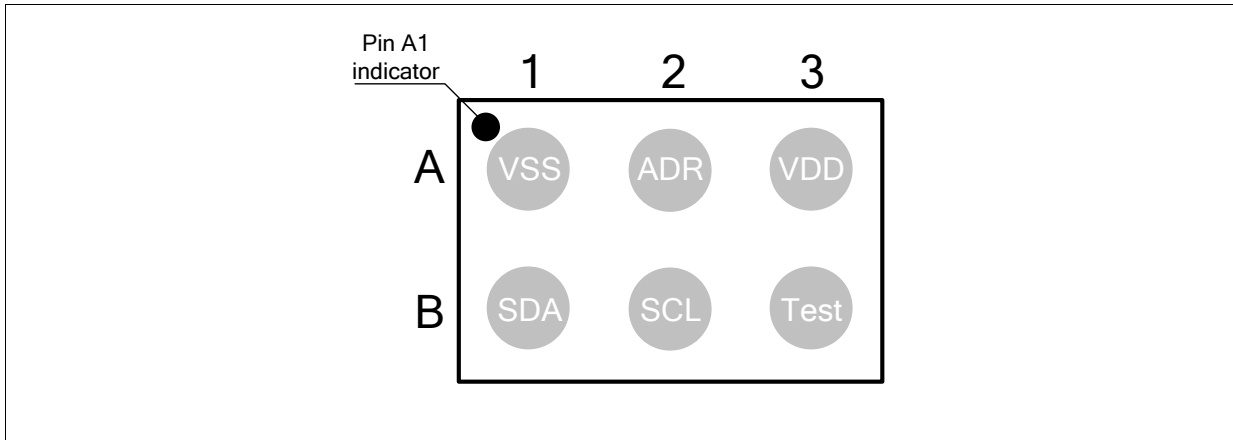 Pin A1
indicator
1 2 3
A VSS ADR VDD
B SDA SCL Test